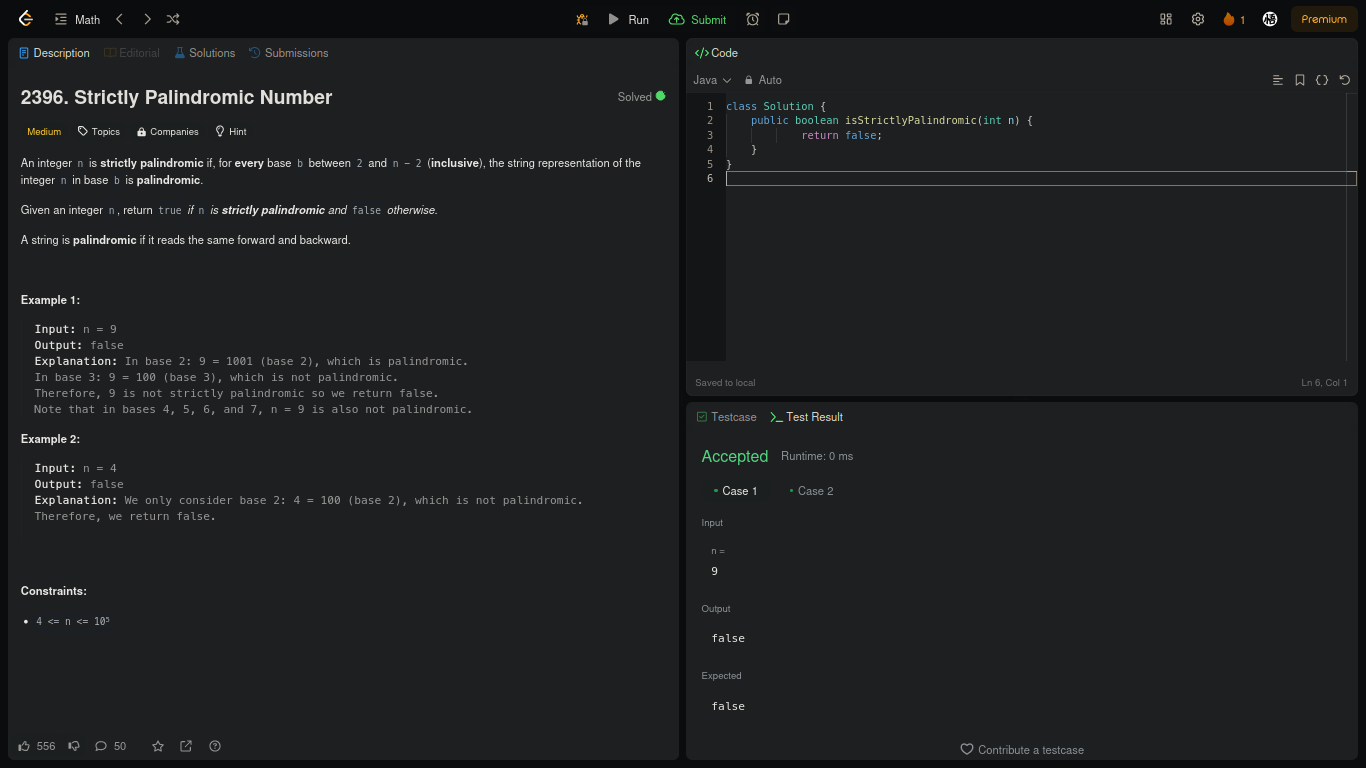 Math
Run
Submit
1
Premium
Description
Editorial
Solutions
Submissions
2396. Strictly Palindromic Number
Solved
Medium
Topics
Companies
Hint
An integer n is strictly palindromic if, for every base b between 2 and n - 2 (inclusive), the string representation of the
integer n in base b is palindromic.
Given an integer n, return true if n is strictly palindromic and false otherwise.
A string is palindromic if it reads the same forward and backward.
Example 1:
Input: n = 9
Output: false
Explanation: In base 2: 9 = 1001 (base 2), which is palindromic.
In base 3: 9 = 100 (base 3), which is not palindromic.
Therefore, 9 is not strictly palindromic so we return false.
Note that in bases 4, 5, 6, and 7, n = 9 is also not palindromic.
Example 2:
Input: n = 4
Output: false
Explanation: We only consider base 2: 4 = 100 (base 2), which is not palindromic.
Therefore, we return false.
Constraints:
4 <= n <= 10⁵
556
50
Code
Java
Auto
1 class Solution {
2 public boolean isStrictlyPalindromic(int n) {
3 return false;
4 }
5 }
6
Saved to local
Ln 6, Col 1
Testcase
Test Result
Accepted
Runtime: 0 ms
Case 1
Case 2
Input
n =
9
Output
false
Expected
false
Contribute a testcase